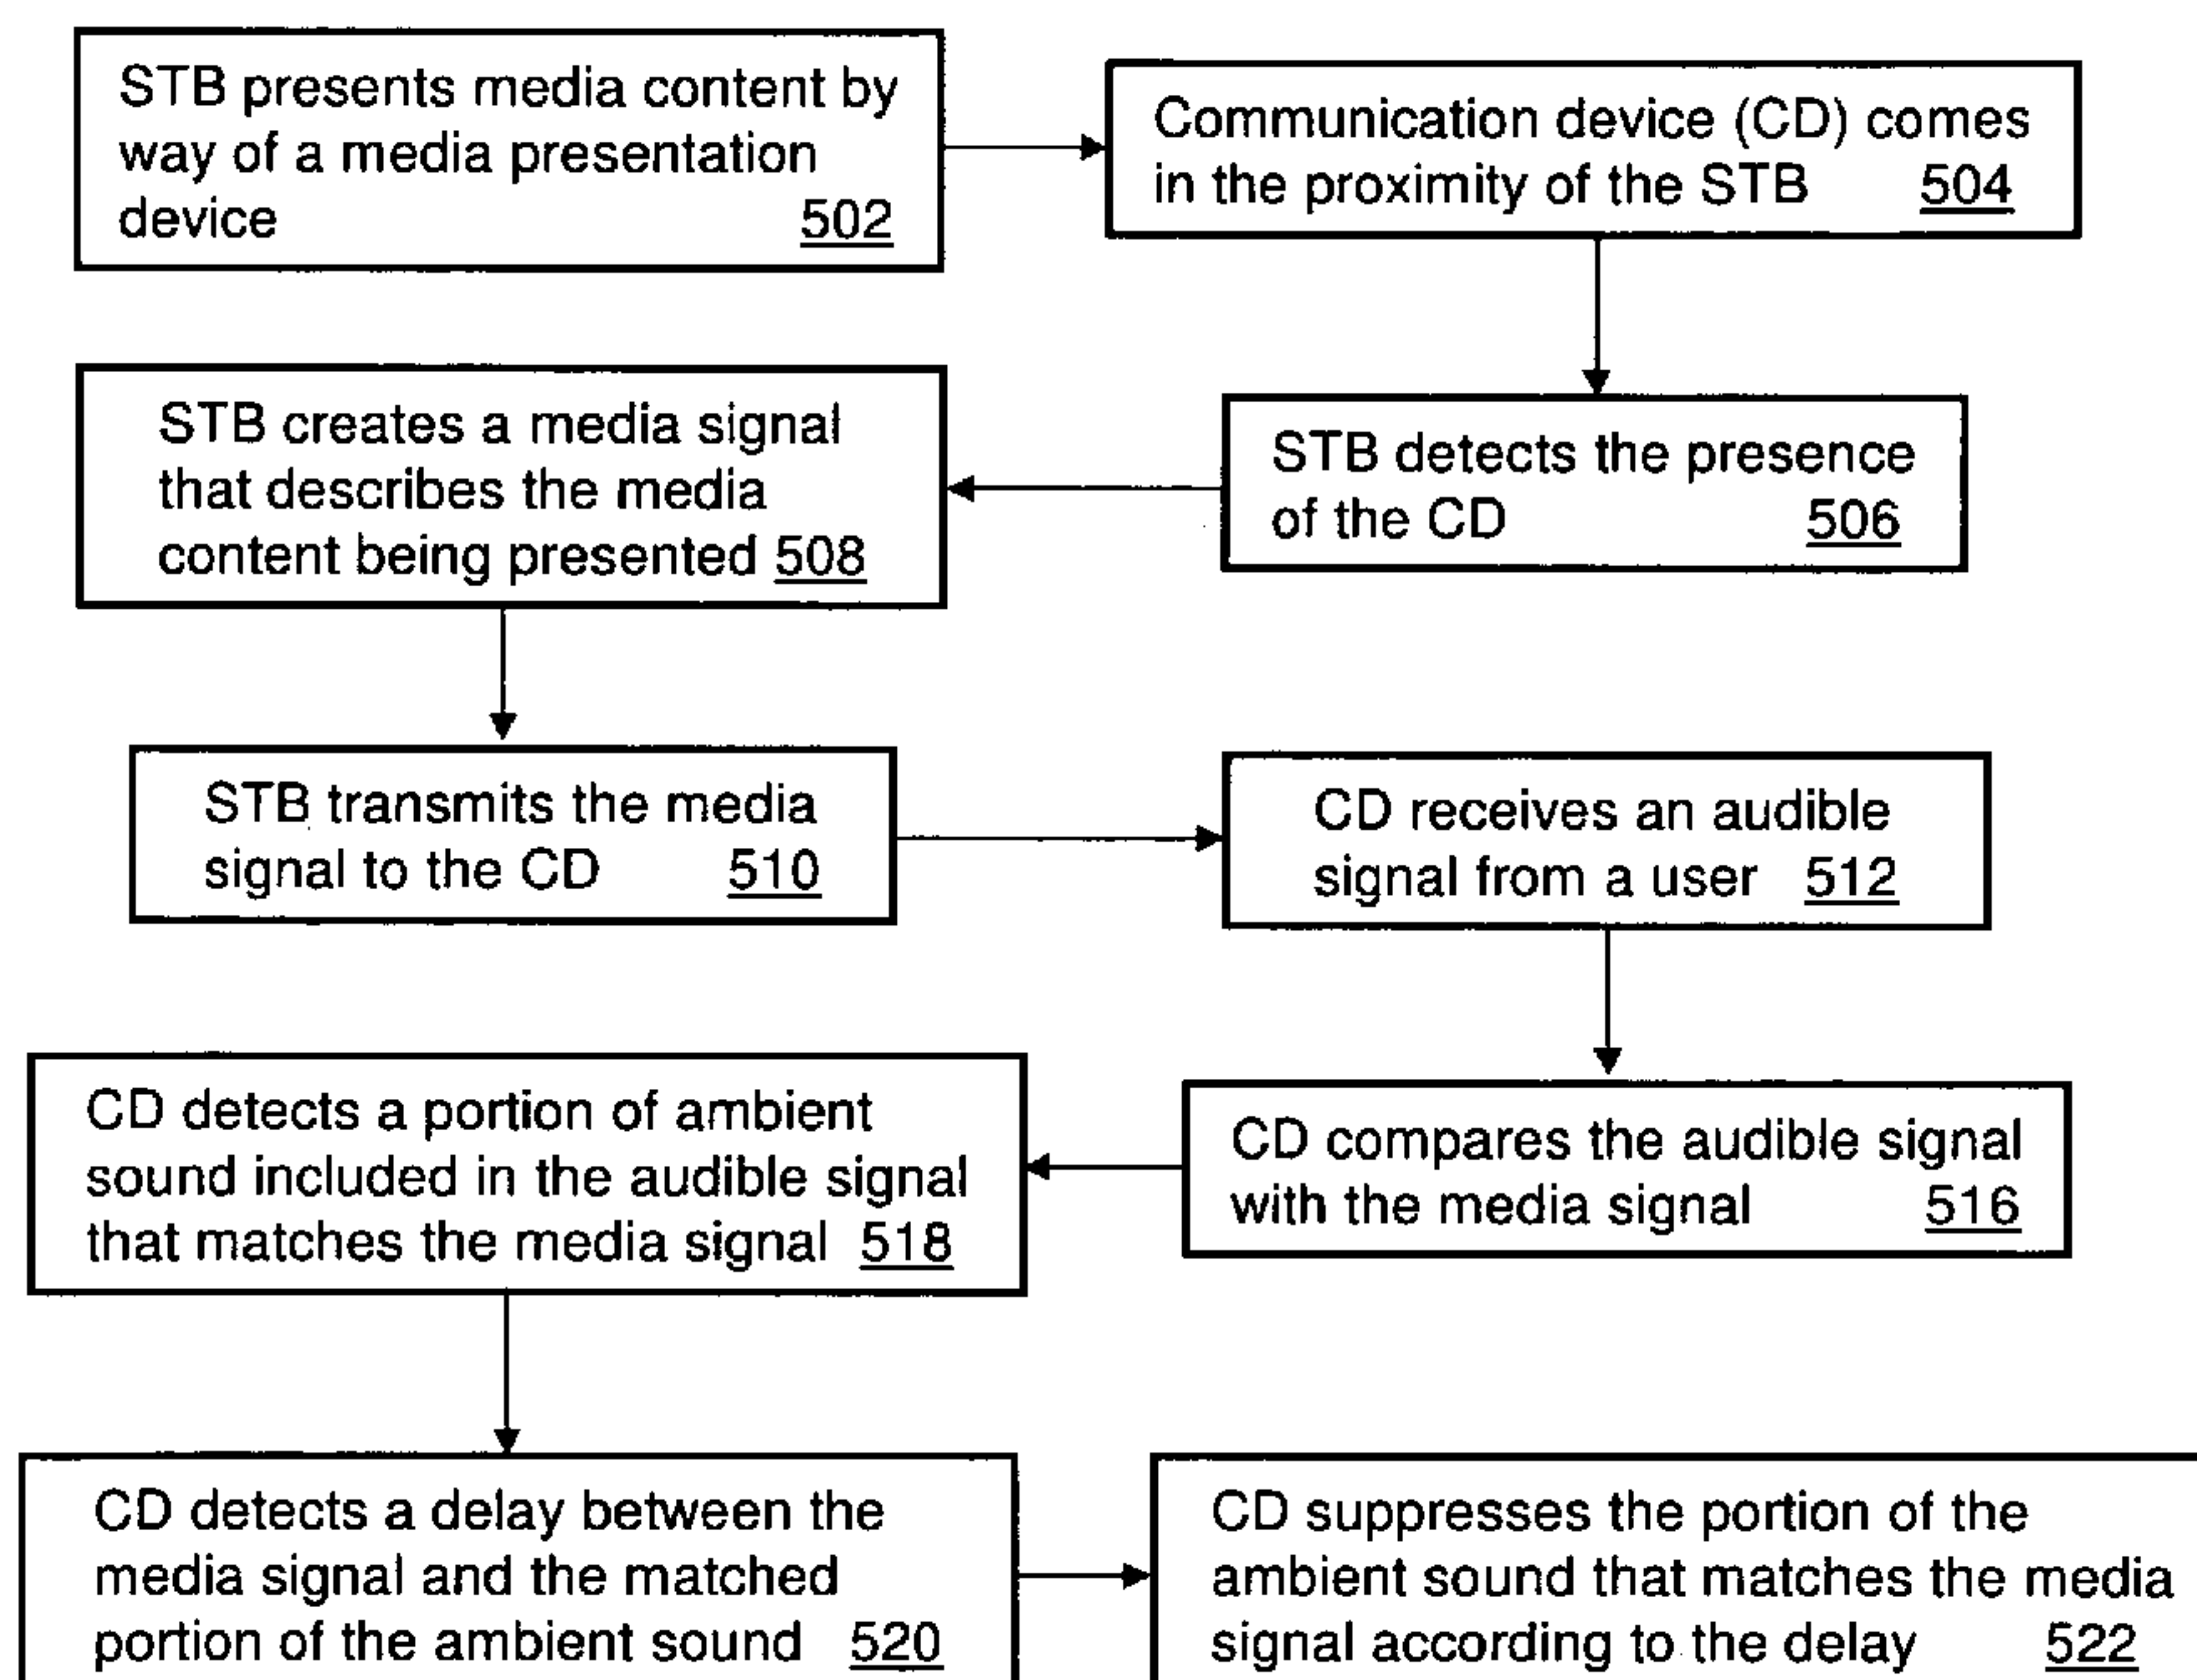 STB presents media content by
way of a media presentation
device 502
Communication device (CD) comes
in the proximity of the STB 504
STB detects the presence
of the CD 506
STB creates a media signal
that describes the media
content being presented 508
STB transmits the media
signal to the CD 510
CD receives an audible
signal from a user 512
CD compares the audible signal
with the media signal 516
CD detects a portion of ambient
sound included in the audible signal
that matches the media signal 518
CD detects a delay between the
media signal and the matched
portion of the ambient sound 520
CD suppresses the portion of the
ambient sound that matches the media
signal according to the delay 522